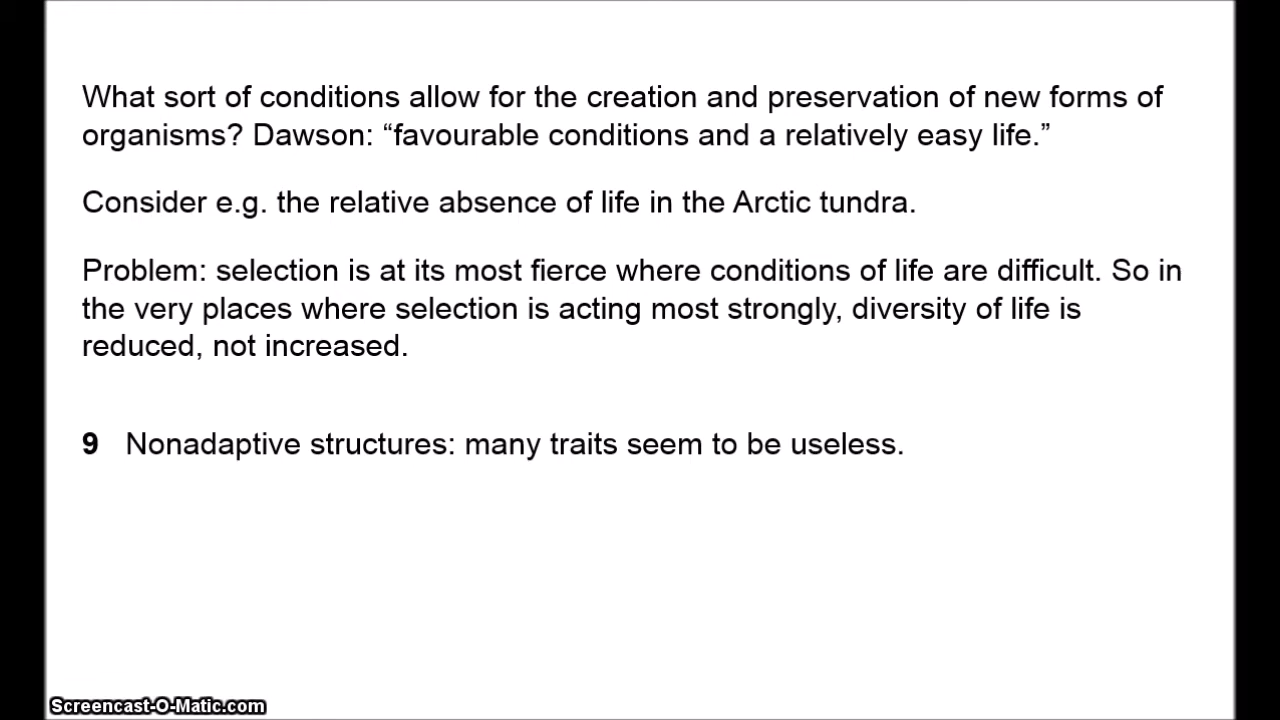 What sort of conditions allow for the creation and preservation of new forms of
organisms? Dawson: “favourable conditions and a relatively easy life.”
Consider e.g. the relative absence of life in the Arctic tundra.
Problem: selection is at its most fierce where conditions of life are difficult. So in
the very places where selection is acting most strongly, diversity of life is
reduced, not increased.
9 Nonadaptive structures: many traits seem to be useless.
Screencast-O-Matic.com